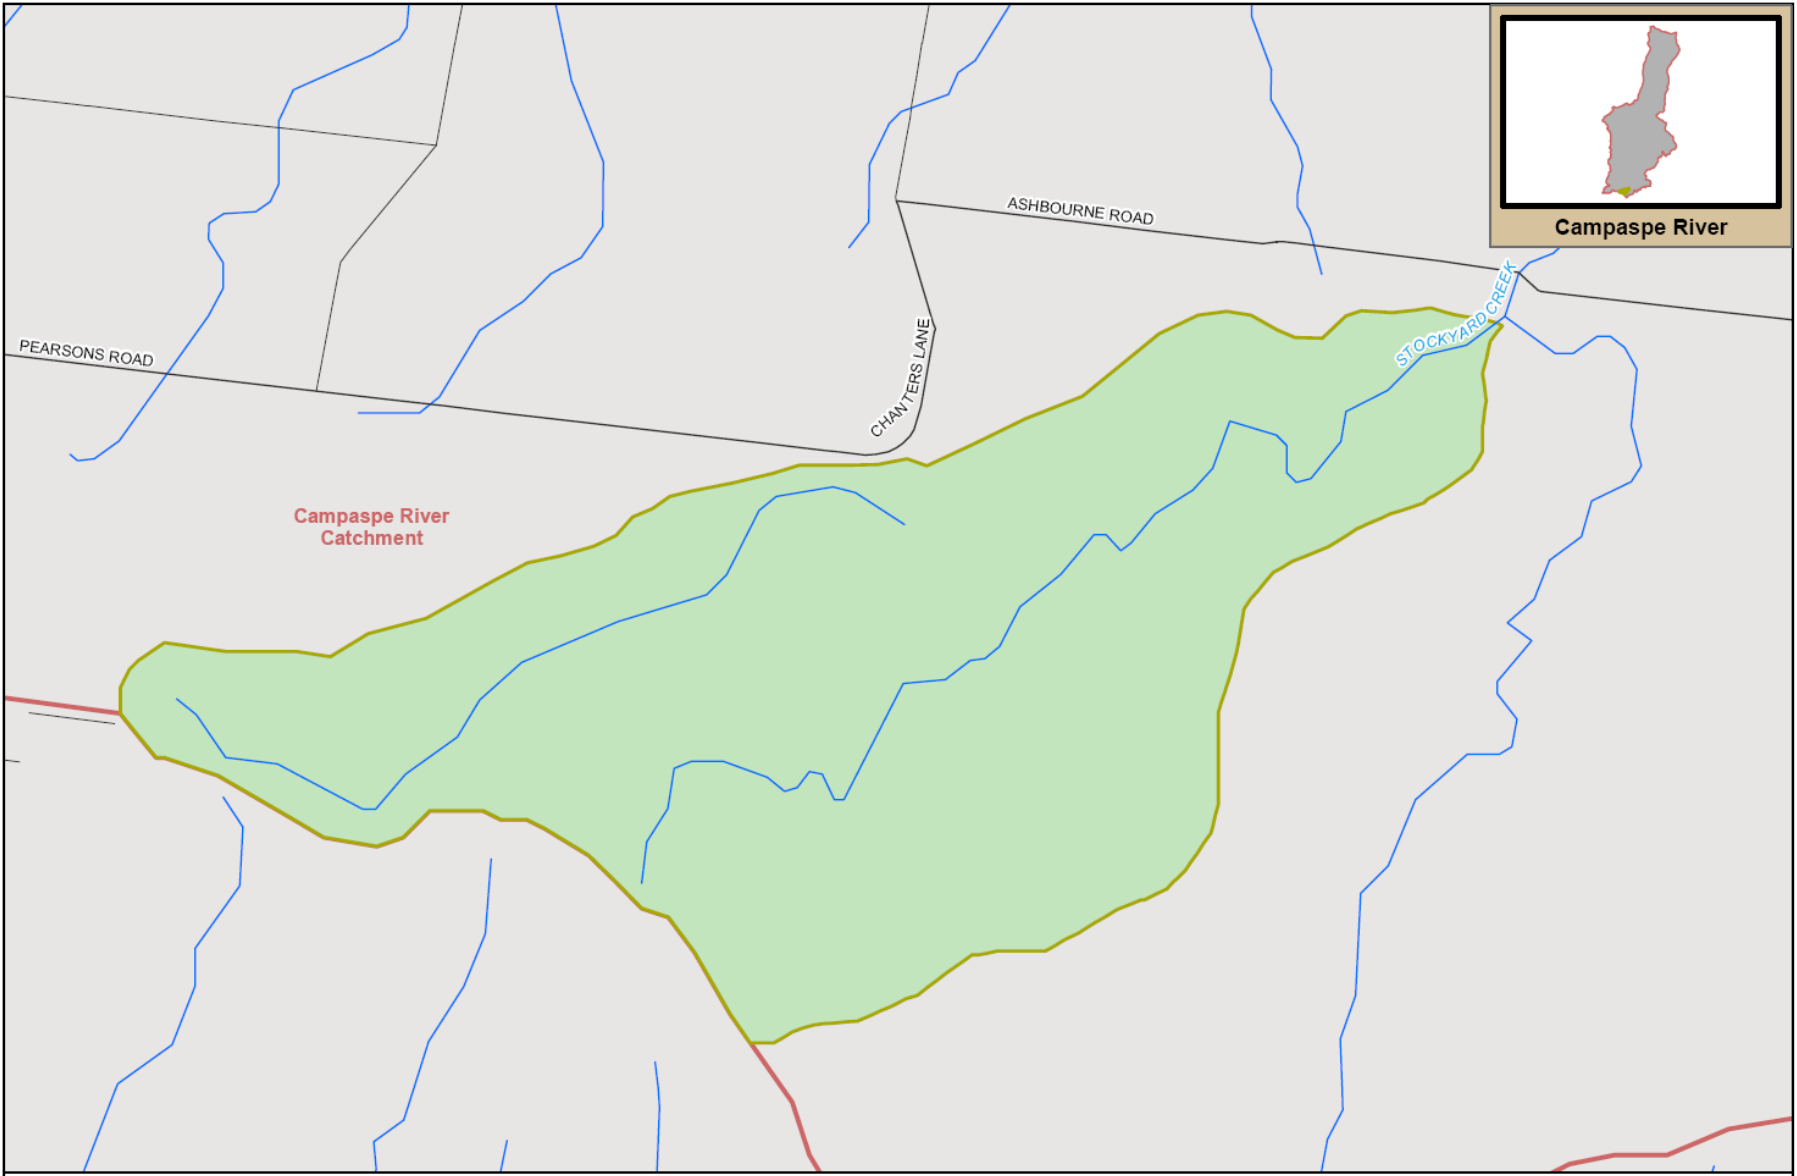 Campaspe River
ASHBOURNE ROAD
STOCKYARD CREEK
PEARSONS ROAD
CHANTERS LANE
Campaspe River
Catchment